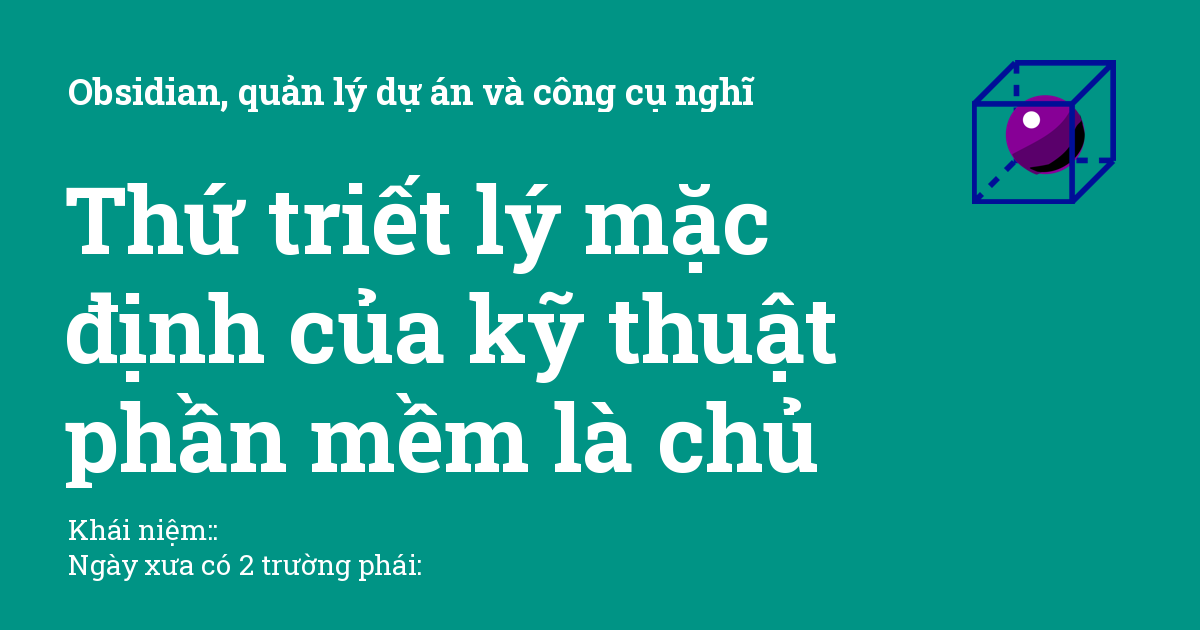 Obsidian, quản lý dự án và công cụ nghĩ
Thứ triết lý mặc
định của kỹ thuật
phần mềm là chủ
Khái niệm::
Ngày xưa có 2 trường phái: